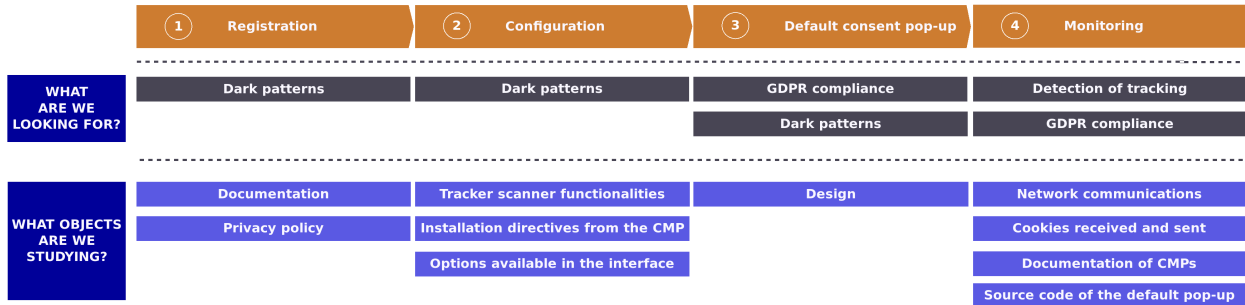 1 Registration
2 Configuration
3 Default consent pop-up
4 Monitoring
WHAT
ARE WE
LOOKING FOR?
Dark patterns
Dark patterns
GDPR compliance
Detection of tracking
Dark patterns
GDPR compliance
WHAT OBJECTS
ARE WE
STUDYING?
Documentation
Tracker scanner functionalities
Design
Network communications
Privacy policy
Installation directives from the CMP
Cookies received and sent
Options available in the interface
Documentation of CMPs
Source code of the default pop-up